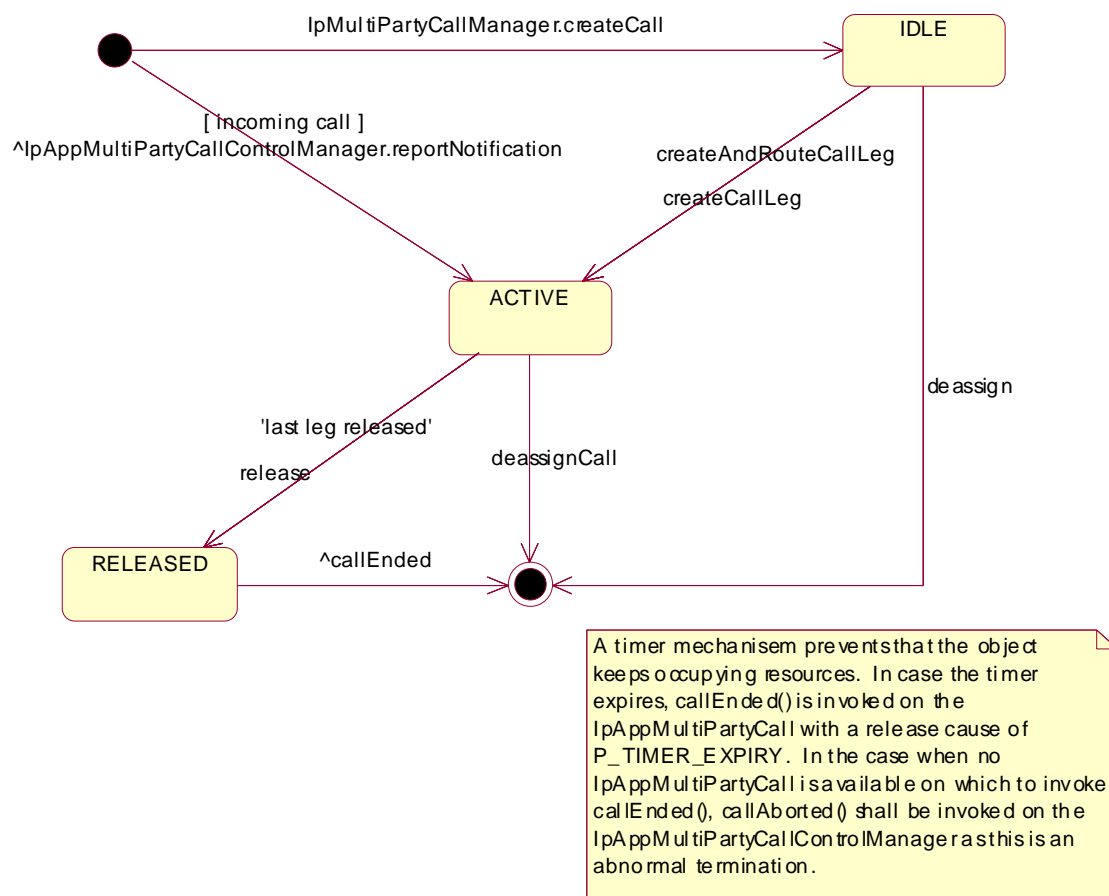 IpMultiPartyCallManager.createCall
IDLE
[ incoming call ]
^IpAppMultiPartyCallControlManager.reportNotification
createAndRouteCallLeg
createCallLeg
ACTIVE
deassign
'last leg released'
release
deassignCall
RELEASED
^callEnded
A timer mechanisem prevents that the object
keeps occupying resources. In case the timer
expires, callEnded() is invoked on the
IpAppMultiPartyCall with a release cause of
P_TIMER_EXPIRY. In the case when no
IpAppMultiPartyCall is available on which to invoke
callEnded(), callAborted() shall be invoked on the
IpAppMultiPartyCallControlManager as this is an
abnormal termination.